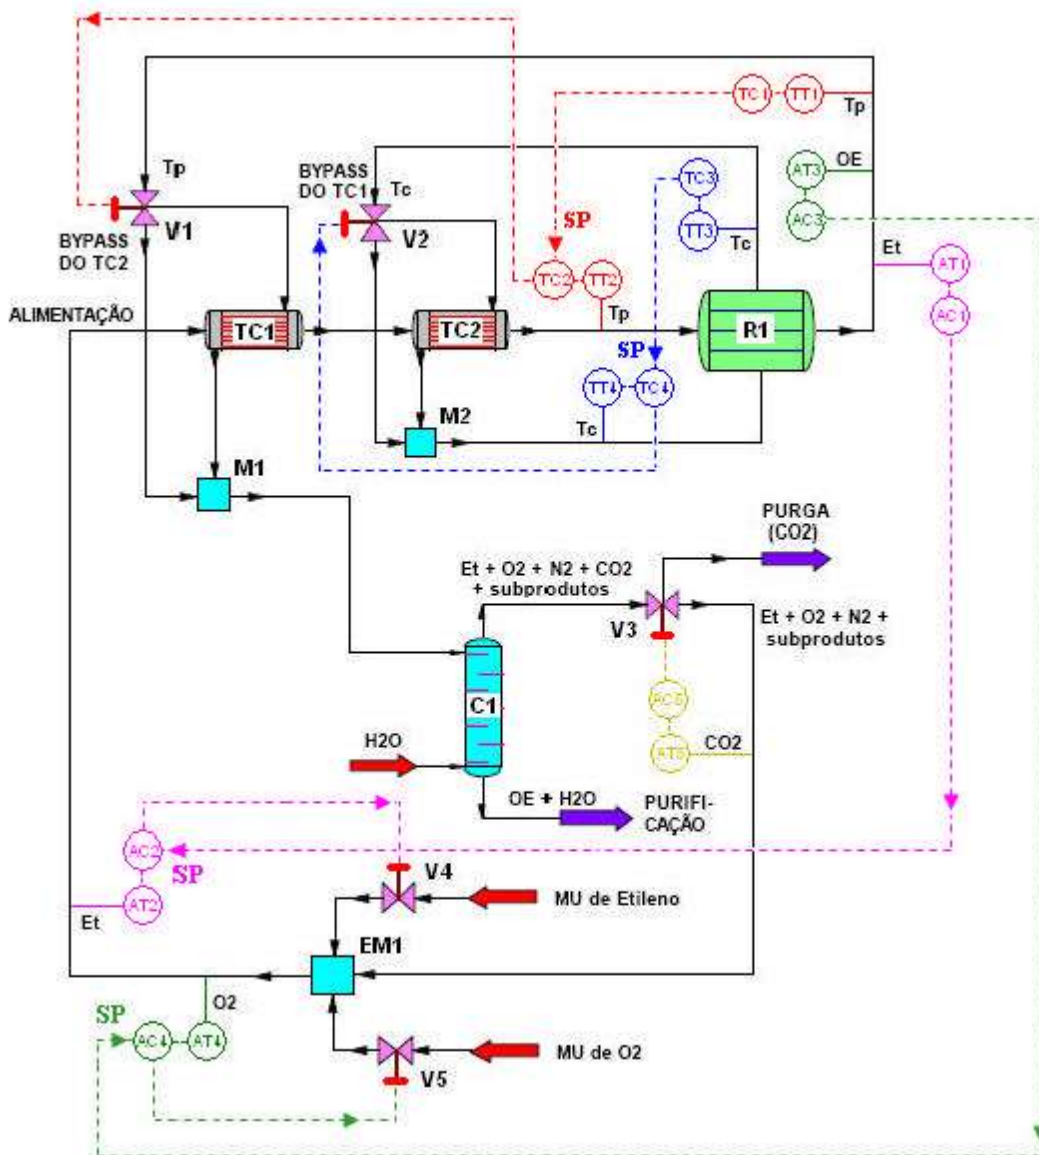 TC1
TT1
Tp
AT3
OE
AC3
BYPASS
DO TC1
Tp
Tc
TC3
SP
TT3
Tc
V1
V2
BYPASS
DO TC2
TC2
TT2
Et
AT1
AC1
ALIMENTAÇÃO
TC1
TC2
Tp
R1
SP
TT4
TC4
M2
Tc
M1
PURGA
(CO2)
Et + O2 + N2 + CO2
+ subprodutos
V3
Et + O2 + N2 +
subprodutos
C1
AC5
AT5
CO2
H2O
OE + H2O
PURIFI-
CAÇÃO
AC2
SP
V4
AT2
Et
MU de Etileno
EM1
O2
SP
AC4
AT4
MU de O2
V5